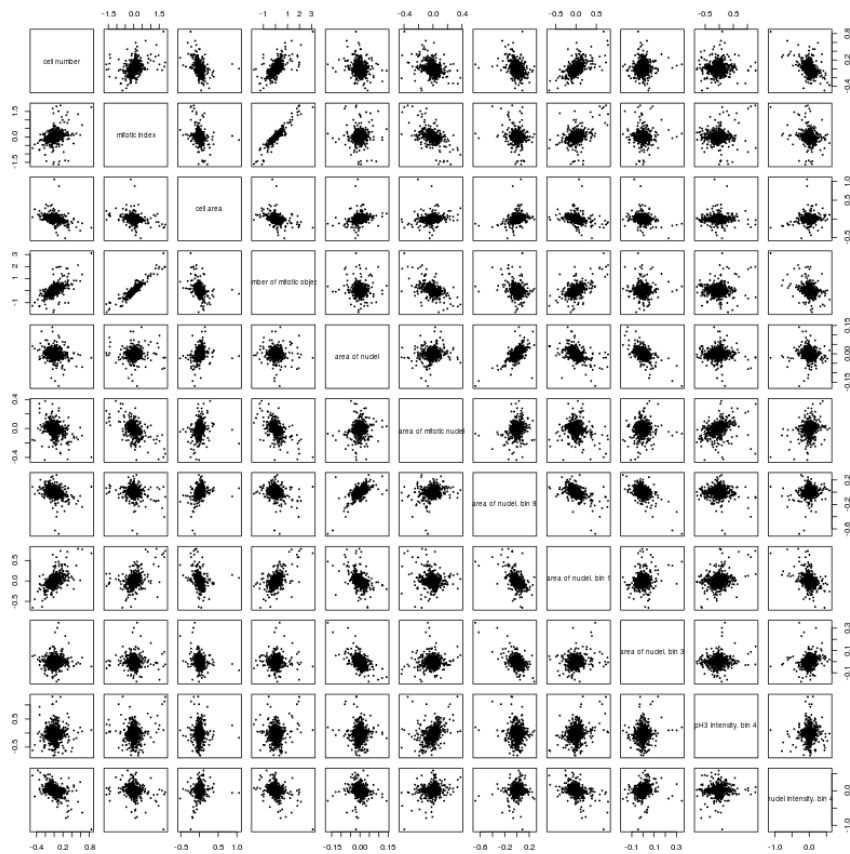 -1.5 0.0 1.5 -1 0 1 2 3 -0.4 0.0 0.4 -0.5 0.0 0.5 -0.5 0.5
cell number
-0.4 0.2 0.8
mitotic index
-1.5 0.0 1.5
cell area
-0.5 0.5 1.0
mber of mitotic objec
-1 1 2 3
area of nuclei
-0.15 0.00 0.15
area of mitotic nuclei
-0.4 0.0 0.4
area of nuclei, bin 9
-0.6 -0.2 0.2
area of nuclei, bin 1
-0.5 0.0 0.5
area of nuclei, bin 3
-0.1 0.1 0.3
pH3 intensity, bin 4
-0.5 0.5
nuclei intensity, bin 4
-1.0 0.0
-0.4 0.2 0.8 -0.5 0.5 1.0 -0.15 0.00 0.15 -0.6 -0.2 0.2 -0.1 0.1 0.3 -1.0 0.0